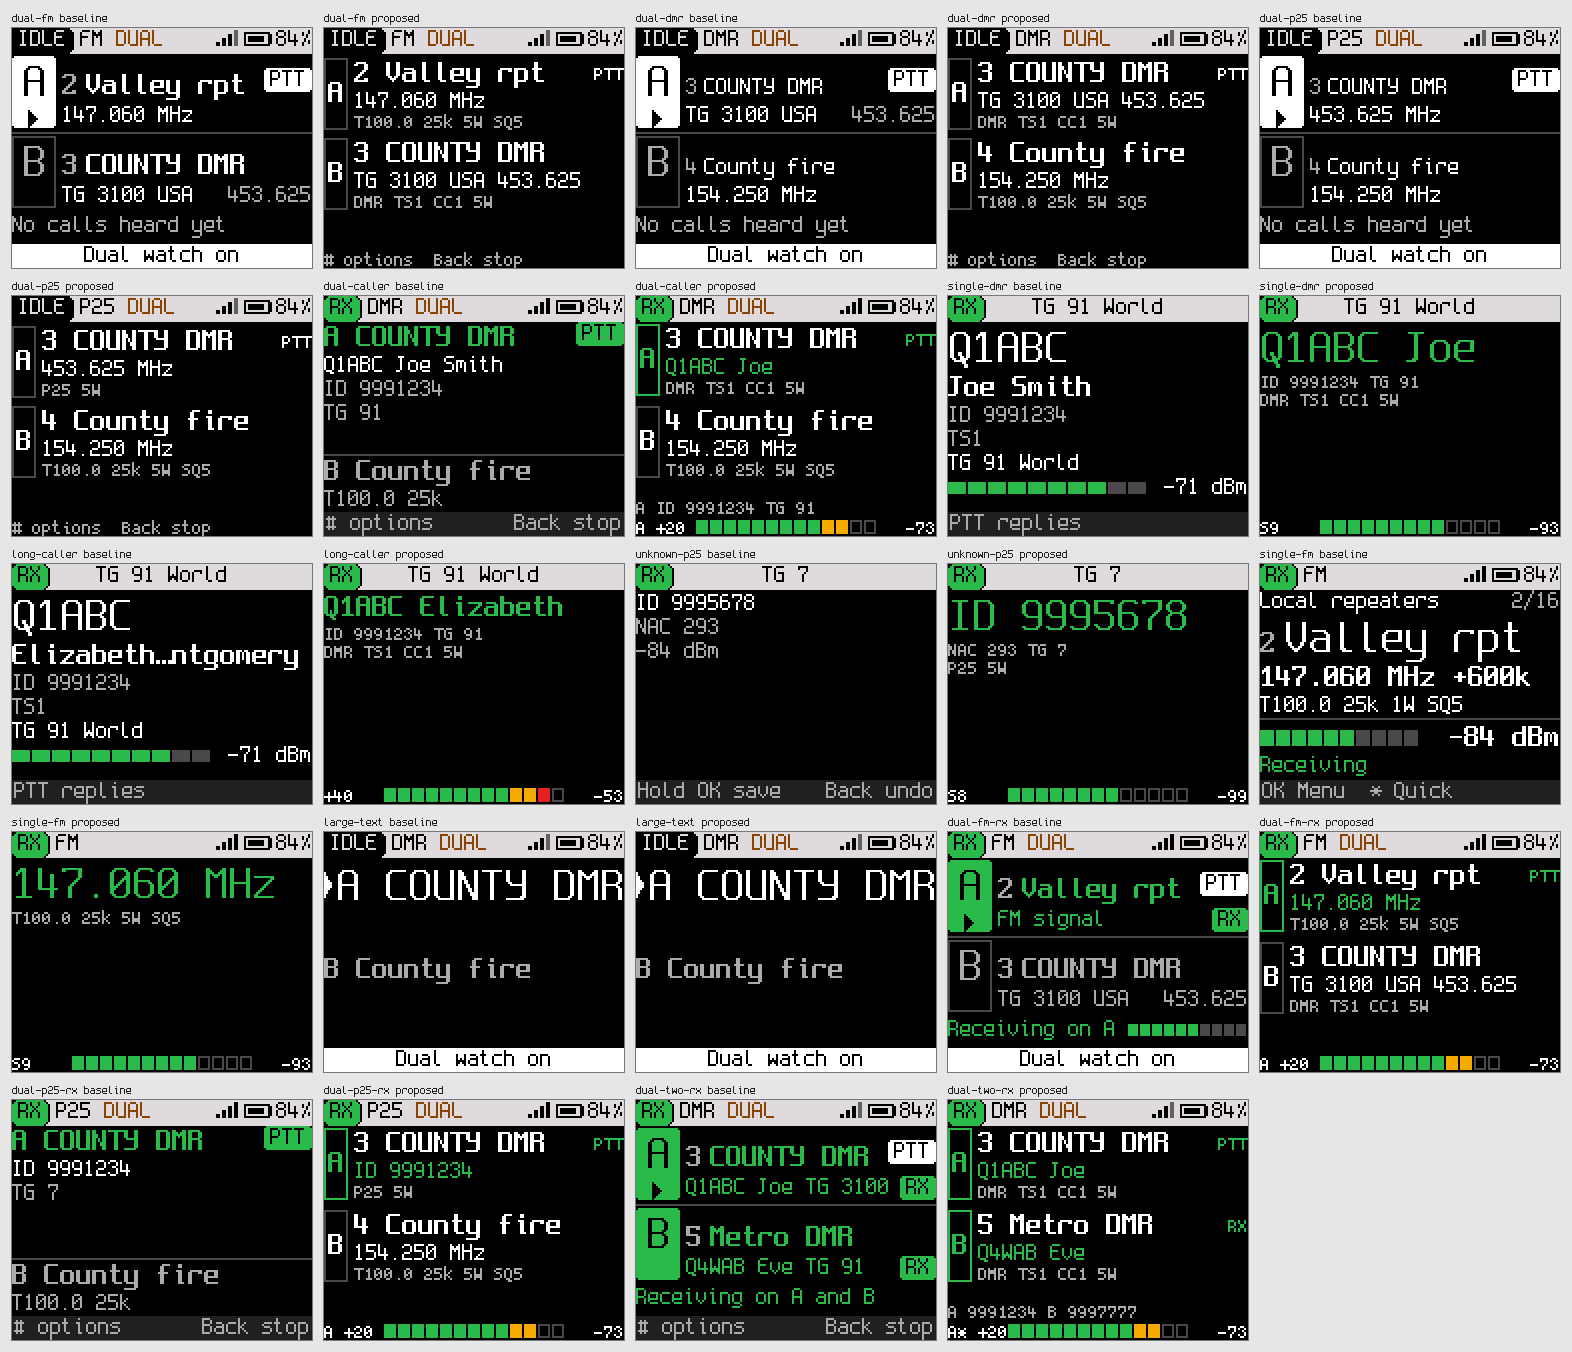 dual-fm baseline
IDLE FM DUAL 84%
A 2 Valley rpt PTT
147.060 MHz
B 3 COUNTY DMR
TG 3100 USA 453.625
No calls heard yet
Dual watch on
dual-fm proposed
IDLE FM DUAL 84%
A 2 Valley rpt PTT
147.060 MHz
T100.0 25k 5W SQ5
B 3 COUNTY DMR
TG 3100 USA 453.625
DMR TS1 CC1 5W
# options Back stop
dual-dmr baseline
IDLE DMR DUAL 84%
A 3 COUNTY DMR PTT
TG 3100 USA 453.625
B 4 County fire
154.250 MHz
No calls heard yet
Dual watch on
dual-dmr proposed
IDLE DMR DUAL 84%
A 3 COUNTY DMR PTT
TG 3100 USA 453.625
DMR TS1 CC1 5W
B 4 County fire
154.250 MHz
T100.0 25k 5W SQ5
# options Back stop
dual-p25 baseline
IDLE P25 DUAL 84%
A 3 COUNTY DMR PTT
453.625 MHz
B 4 County fire
154.250 MHz
No calls heard yet
Dual watch on
dual-p25 proposed
IDLE P25 DUAL 84%
A 3 COUNTY DMR PTT
453.625 MHz
P25 5W
B 4 County fire
154.250 MHz
T100.0 25k 5W SQ5
# options Back stop
dual-caller baseline
RX DMR DUAL 84%
A COUNTY DMR PTT
Q1ABC Joe Smith
ID 9991234
TG 91
B County fire
T100.0 25k
# options Back stop
dual-caller proposed
RX DMR DUAL 84%
A 3 COUNTY DMR PTT
Q1ABC Joe
DMR TS1 CC1 5W
B 4 County fire
154.250 MHz
T100.0 25k 5W SQ5
A ID 9991234 TG 91
A +20 -73
single-dmr baseline
RX TG 91 World
Q1ABC
Joe Smith
ID 9991234
TS1
TG 91 World
-71 dBm
PTT replies
single-dmr proposed
RX TG 91 World
Q1ABC Joe
ID 9991234 TG 91
DMR TS1 CC1 5W
S9 -93
long-caller baseline
RX TG 91 World
Q1ABC
Elizabeth…ntgomery
ID 9991234
TS1
TG 91 World
-71 dBm
PTT replies
long-caller proposed
RX TG 91 World
Q1ABC Elizabeth
ID 9991234 TG 91
DMR TS1 CC1 5W
+40 -53
unknown-p25 baseline
RX TG 7
ID 9995678
NAC 293
-84 dBm
Hold OK save Back undo
unknown-p25 proposed
RX TG 7
ID 9995678
NAC 293 TG 7
P25 5W
S8 -99
single-fm baseline
RX FM 84%
Local repeaters 2/16
2 Valley rpt
147.060 MHz +600k
T100.0 25k 1W SQ5
-84 dBm
Receiving
OK Menu * Quick
single-fm proposed
RX FM 84%
147.060 MHz
T100.0 25k 5W SQ5
S9 -93
large-text baseline
IDLE DMR DUAL 84%
A COUNTY DMR
B County fire
Dual watch on
large-text proposed
IDLE DMR DUAL 84%
A COUNTY DMR
B County fire
Dual watch on
dual-fm-rx baseline
RX FM DUAL 84%
A 2 Valley rpt PTT
FM signal RX
B 3 COUNTY DMR
TG 3100 USA 453.625
Receiving on A
Dual watch on
dual-fm-rx proposed
RX FM DUAL 84%
A 2 Valley rpt PTT
147.060 MHz
T100.0 25k 5W SQ5
B 3 COUNTY DMR
TG 3100 USA 453.625
DMR TS1 CC1 5W
A +20 -73
dual-p25-rx baseline
RX P25 DUAL 84%
A COUNTY DMR PTT
ID 9991234
TG 7
B County fire
T100.0 25k
# options Back stop
dual-p25-rx proposed
RX P25 DUAL 84%
A 3 COUNTY DMR PTT
ID 9991234
P25 5W
B 4 County fire
154.250 MHz
T100.0 25k 5W SQ5
A +20 -73
dual-two-rx baseline
RX DMR DUAL 84%
A 3 COUNTY DMR PTT
Q1ABC Joe TG 3100 RX
B 5 Metro DMR
Q4WAB Eve TG 91 RX
Receiving on A and B
# options Back stop
dual-two-rx proposed
RX DMR DUAL 84%
A 3 COUNTY DMR PTT
Q1ABC Joe
DMR TS1 CC1 5W
B 5 Metro DMR RX
Q4WAB Eve
DMR TS1 CC1 5W
A 9991234 B 9997777
A* +20 -73